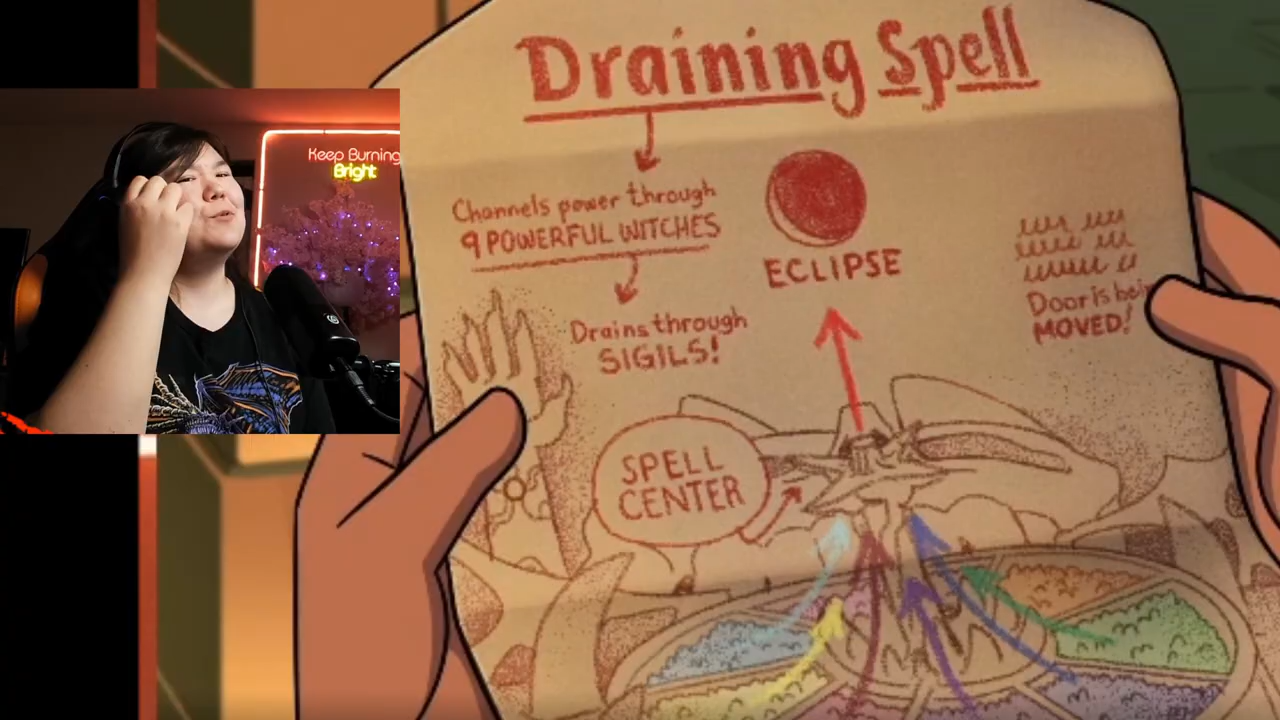 Draining Spell
Keep Burning
Bright
Channels power through
9 POWERFUL WITCHES
ECLIPSE
Drains through
SIGILS!
Door is
MOVED!
SPELL
CENTER